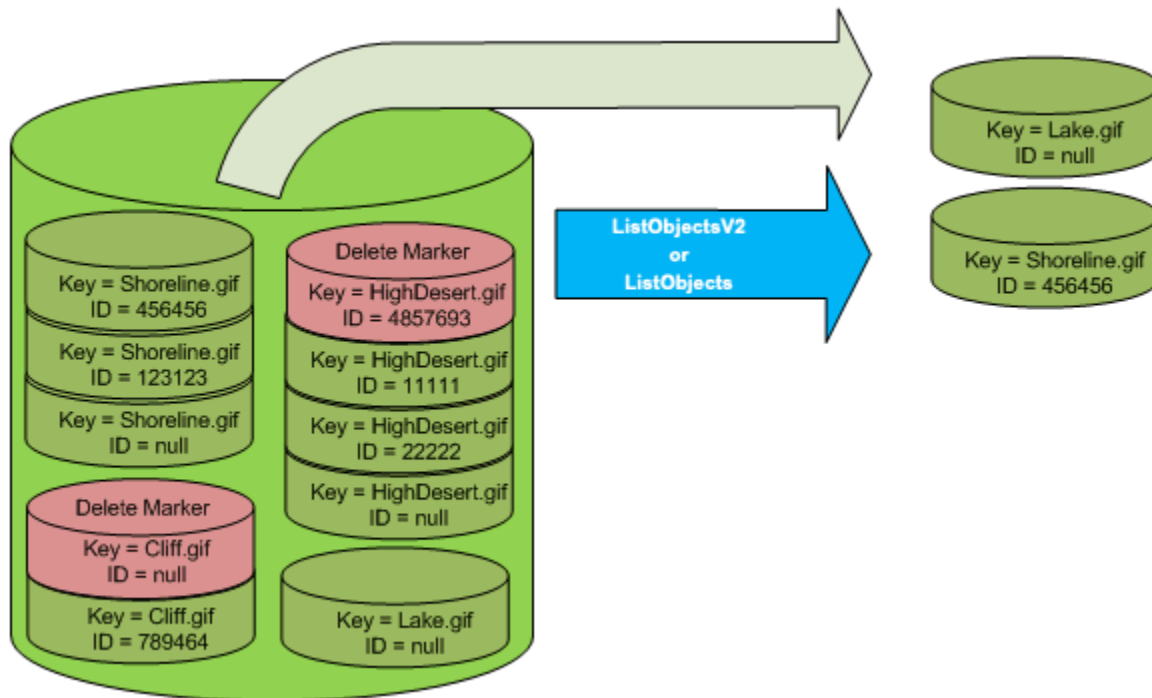 Key = Lake.gif
ID = null
Key = Shoreline.gif
ID = 456456
ListObjectsV2
or
ListObjects
Key = Shoreline.gif
ID = 456456
Key = Shoreline.gif
ID = 123123
Key = Shoreline.gif
ID = null
Delete Marker
Key = HighDesert.gif
ID = 4857693
Key = HighDesert.gif
ID = 11111
Key = HighDesert.gif
ID = 22222
Key = HighDesert.gif
ID = null
Delete Marker
Key = Cliff.gif
ID = null
Key = Cliff.gif
ID = 789464
Key = Lake.gif
ID = null